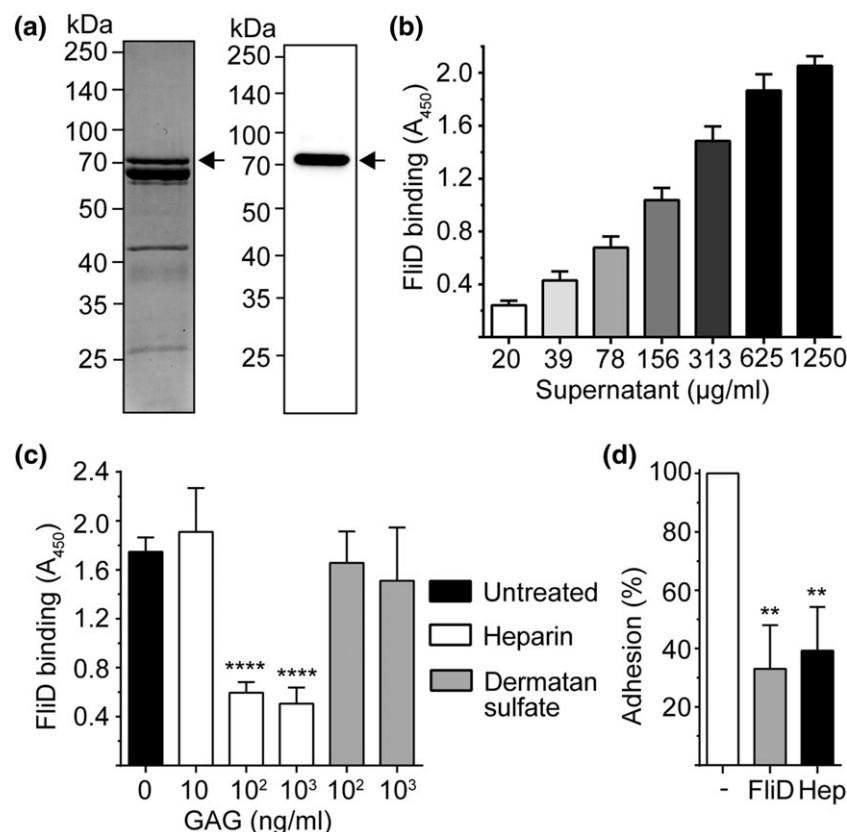 (a)
kDa
250
140
100
70
50
40
35
25
kDa
250
140
100
70
50
40
35
25
(b)
FliD binding (A450)
2.0
1.6
1.2
0.8
0.4
20 39 78 156 313 625 1250
Supernatant (µg/ml)
(c)
FliD binding (A450)
2.4
2.0
1.6
1.2
0.8
0.4
**** ****
0 10 10² 10³ 10² 10³
GAG (ng/ml)
Untreated
Heparin
Dermatan
sulfate
(d)
Adhesion (%)
100
80
60
40
20
** **
- FliD Hep